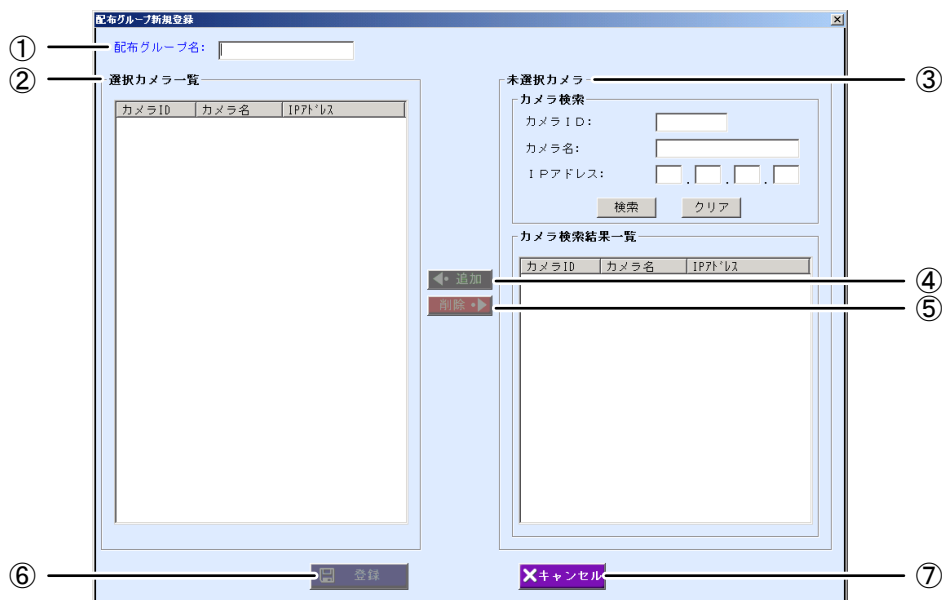 配布グループ新規登録
① 配布グループ名：
② 選択カメラ一覧
カメラID カメラ名 IPｱﾄﾞﾚｽ
未選択カメラ ③
カメラ検索
カメラＩＤ：
カメラ名：
ＩＰアドレス：
. . .
検索 クリア
カメラ検索結果一覧
カメラID カメラ名 IPｱﾄﾞﾚｽ
追加 ④
削除 ⑤
⑥ 登録
キャンセル ⑦